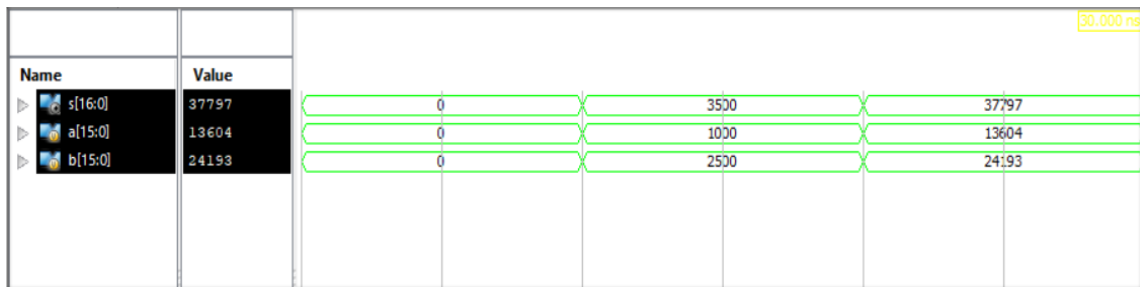 30.000 ns
Name Value
s[16:0] 37797 0 3500 37797
a[15:0] 13604 0 1000 13604
b[15:0] 24193 0 2500 24193